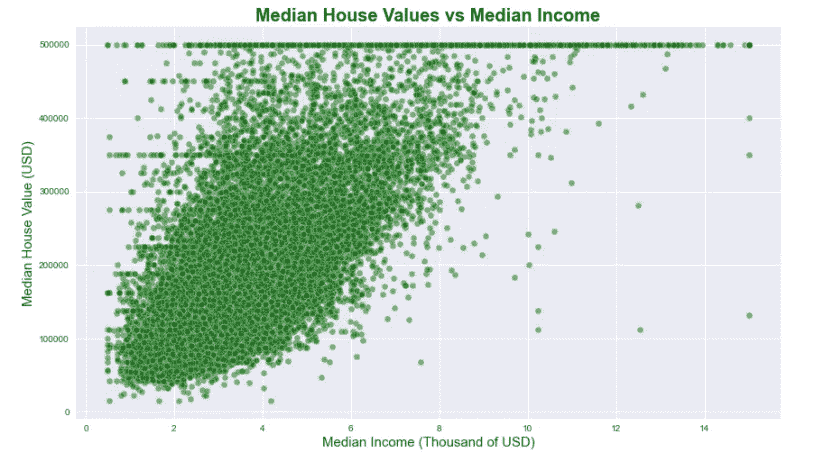 Median House Values vs Median Income
500000
400000
300000
200000
100000
0
Median House Value (USD)
0 2 4 6 8 10 12 14
Median Income (Thousand of USD)